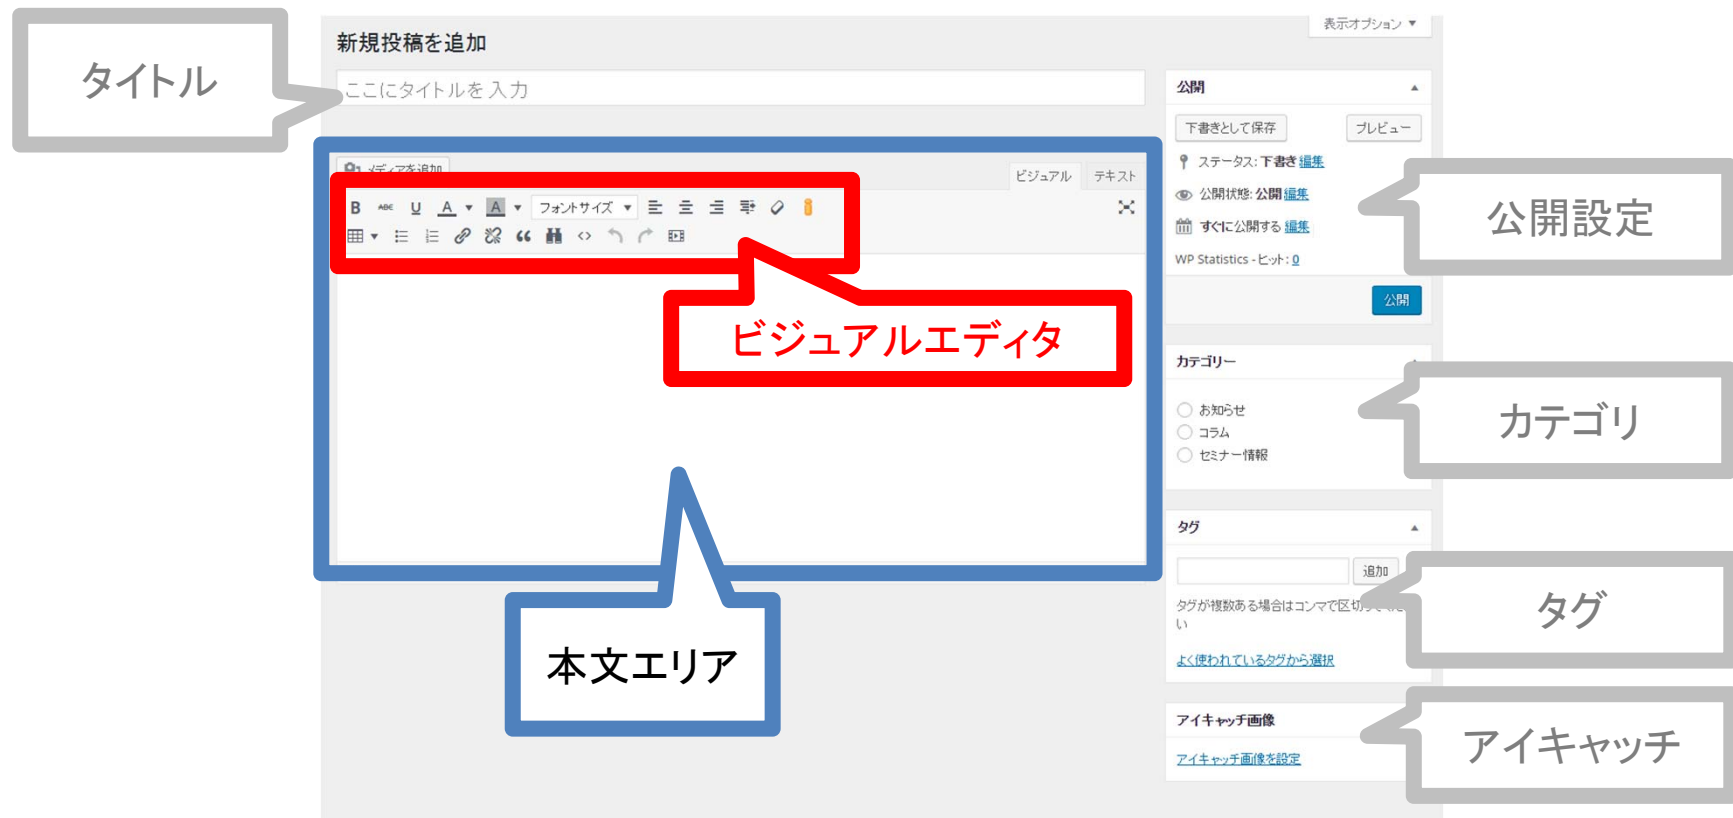 タイトル
新規投稿を追加
表示オプション ▼
ここにタイトルを入力
メディアを追加
ビジュアル
テキスト
B ABC U A ▼ A ▼ フォントサイズ ▼
ビジュアルエディタ
本文エリア
公開
下書きとして保存
プレビュー
ステータス: 下書き 編集
公開状態: 公開 編集
すぐに公開する 編集
WP Statistics - ヒット: 0
公開
公開設定
カテゴリー
お知らせ
コラム
セミナー情報
カテゴリ
タグ
追加
タグが複数ある場合はコンマで区切
い
よく使われているタグから選択
タグ
アイキャッチ画像
アイキャッチ画像を設定
アイキャッチ